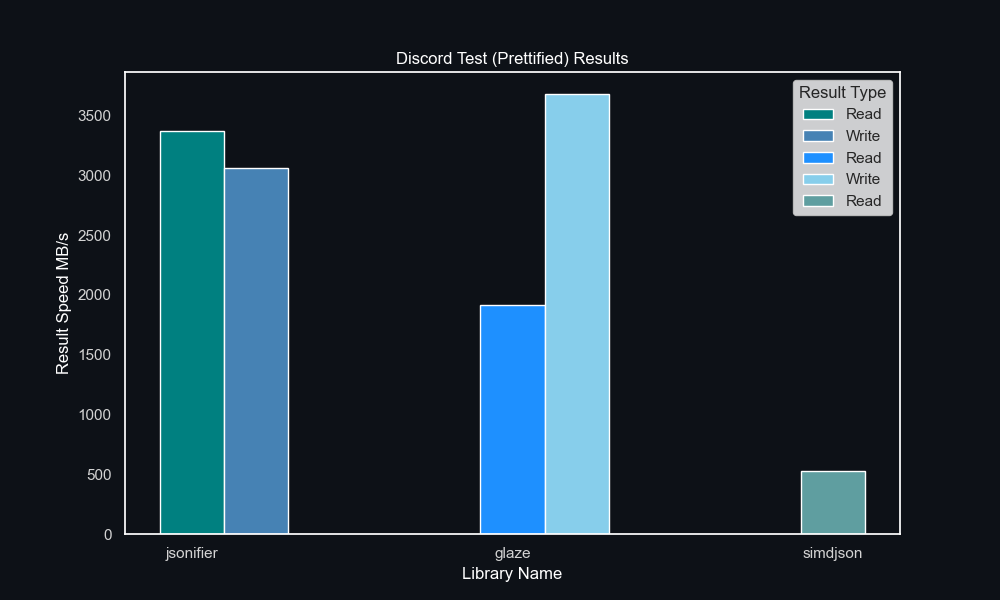 Discord Test (Prettified) Results
Result Type
Read
Write
Read
Write
Read
Result Speed MB/s
3500
3000
2500
2000
1500
1000
500
0
jsonifier
glaze
simdjson
Library Name